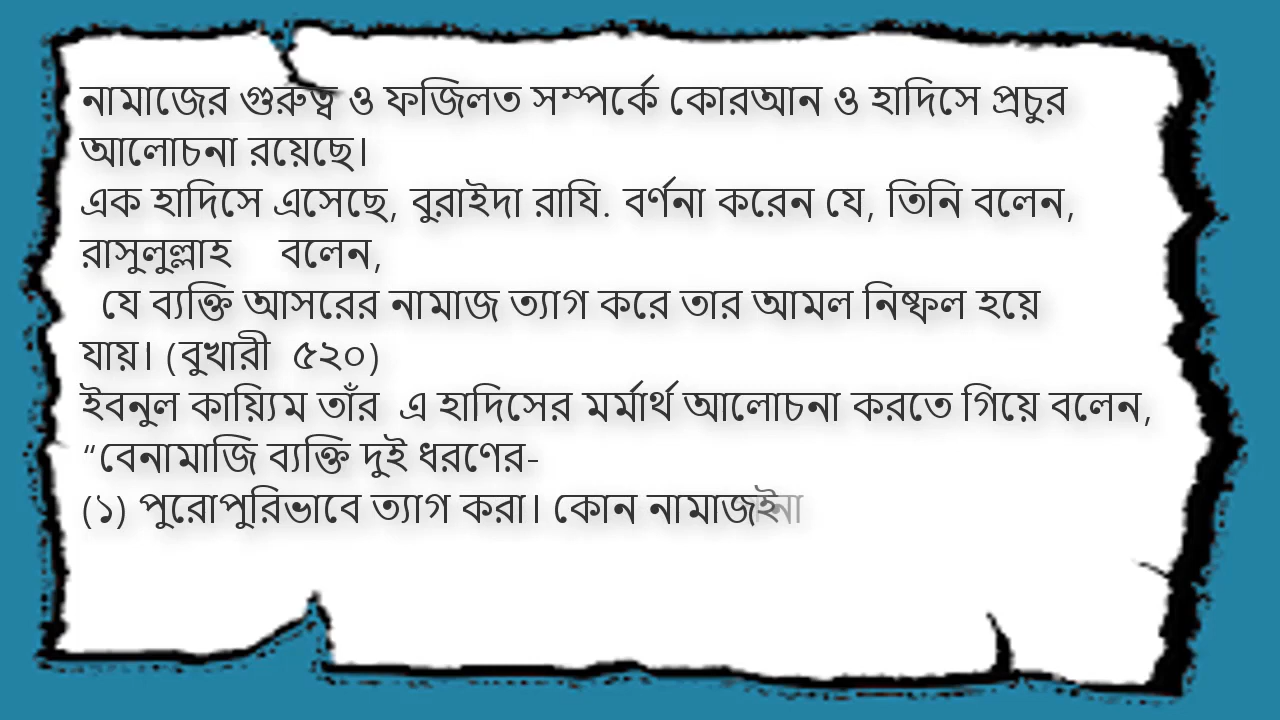 নামাজের গুরুত্ব ও ফজিলত সম্পর্কে কোরআন ও হাদিসে প্রচুর
আলোচনা রয়েছে।
এক হাদিসে এসেছে, বুরাইদা রাযি. বর্ণনা করেন যে, তিনি বলেন,
রাসুলুল্লাহ বলেন,
যে ব্যক্তি আসরের নামাজ ত্যাগ করে তার আমল নিষ্ফল হয়ে
যায়। (বুখারী ৫২০)
ইবনুল কায়্যিম তাঁর এ হাদিসের মর্মার্থ আলোচনা করতে গিয়ে বলেন,
“বেনামাজি ব্যক্তি দুই ধরণের-
(১) পুরোপুরিভাবে ত্যাগ করা। কোন